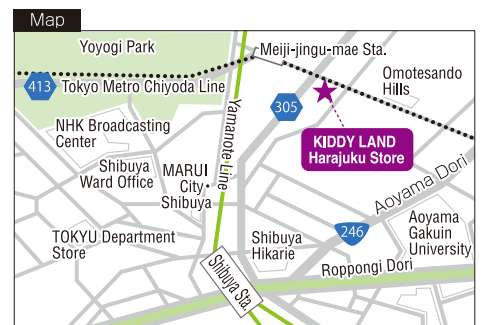 Map
Yoyogi Park
Meiji-jingu-mae Sta.
413
Tokyo Metro Chiyoda Line
Omotesando
Hills
305
Yamanote Line
KIDDY LAND
Harajuku Store
NHK Broadcasting
Center
Shibuya
Ward Office
MARUI
City
Shibuya
Aoyama Dori
TOKYU Department
Store
Shibuya
Hikarie
246
Aoyama
Gakuin
University
Shibuya Sta.
Roppongi Dori